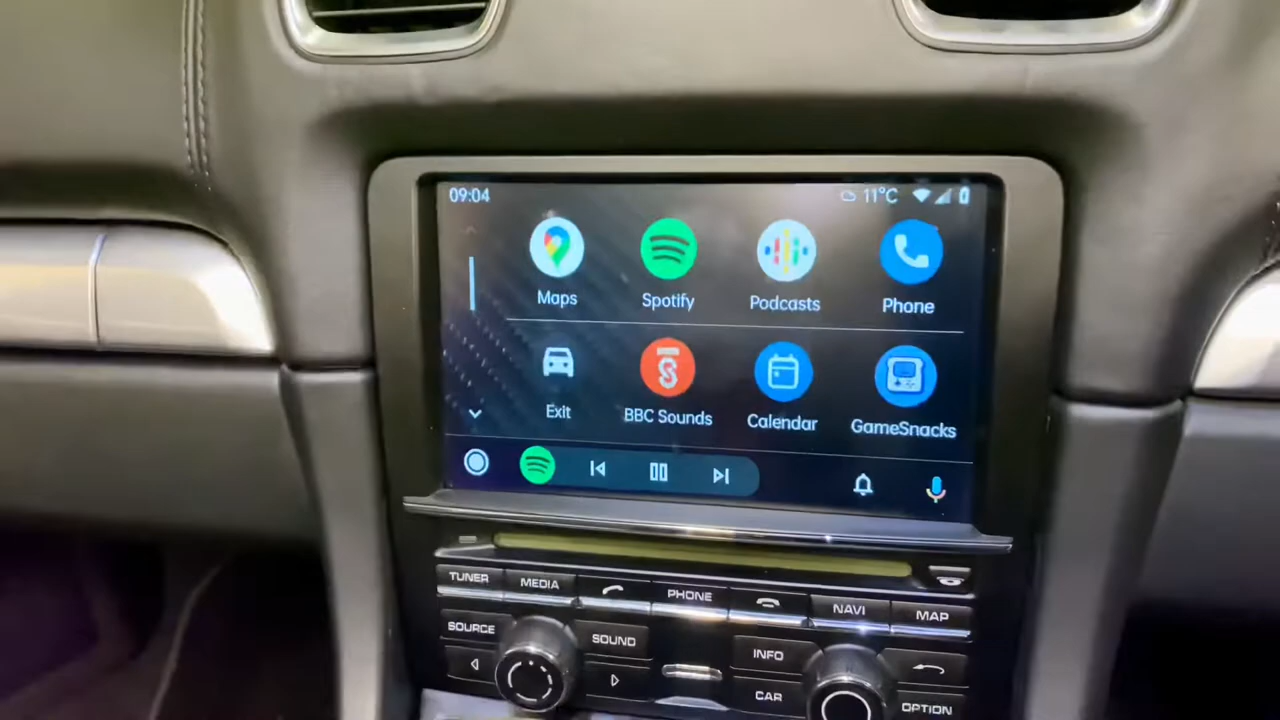 09:04
11°C
Maps
Spotify
Podcasts
Phone
Exit
BBC Sounds
Calendar
GameSnacks
TUNER
MEDIA
PHONE
NAVI
MAP
SOURCE
SOUND
INFO
CAR
OPTION